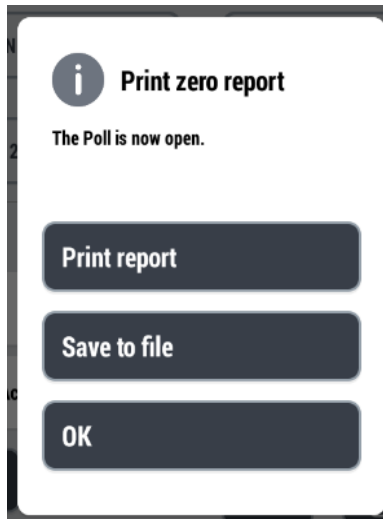 Print zero report
The Poll is now open.
Print report
Save to file
OK